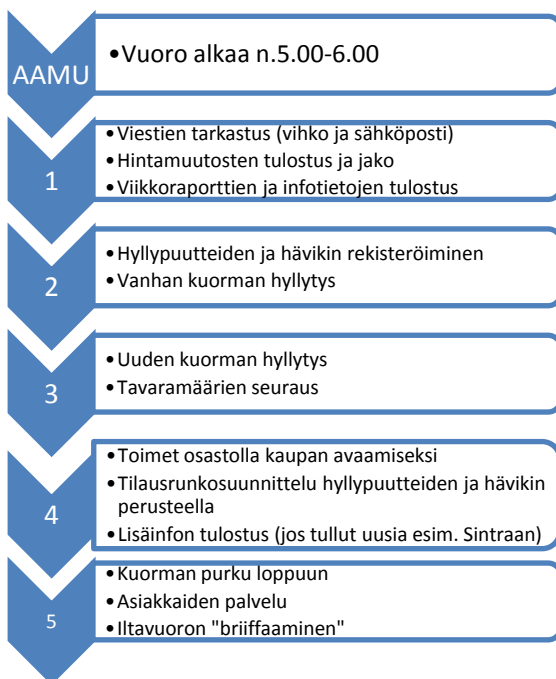 AAMU
•Vuoro alkaa n.5.00-6.00
1
•Viestien tarkastus (vihko ja sähköposti)
•Hintamuutosten tulostus ja jako
•Viikkoraporttien ja infotietojen tulostus
2
•Hyllypuutteiden ja hävikin rekisteröiminen
•Vanhan kuorman hyllytys
3
•Uuden kuorman hyllytys
•Tavaramäärien seuraus
4
•Toimet osastolla kaupan avaamiseksi
•Tilausrunkosuunnittelu hyllypuutteiden ja hävikin
perusteella
•Lisäinfon tulostus (jos tullut uusia esim. Sintraan)
5
•Kuorman purku loppuun
•Asiakkaiden palvelu
•Iltavuoron "briiffaaminen"